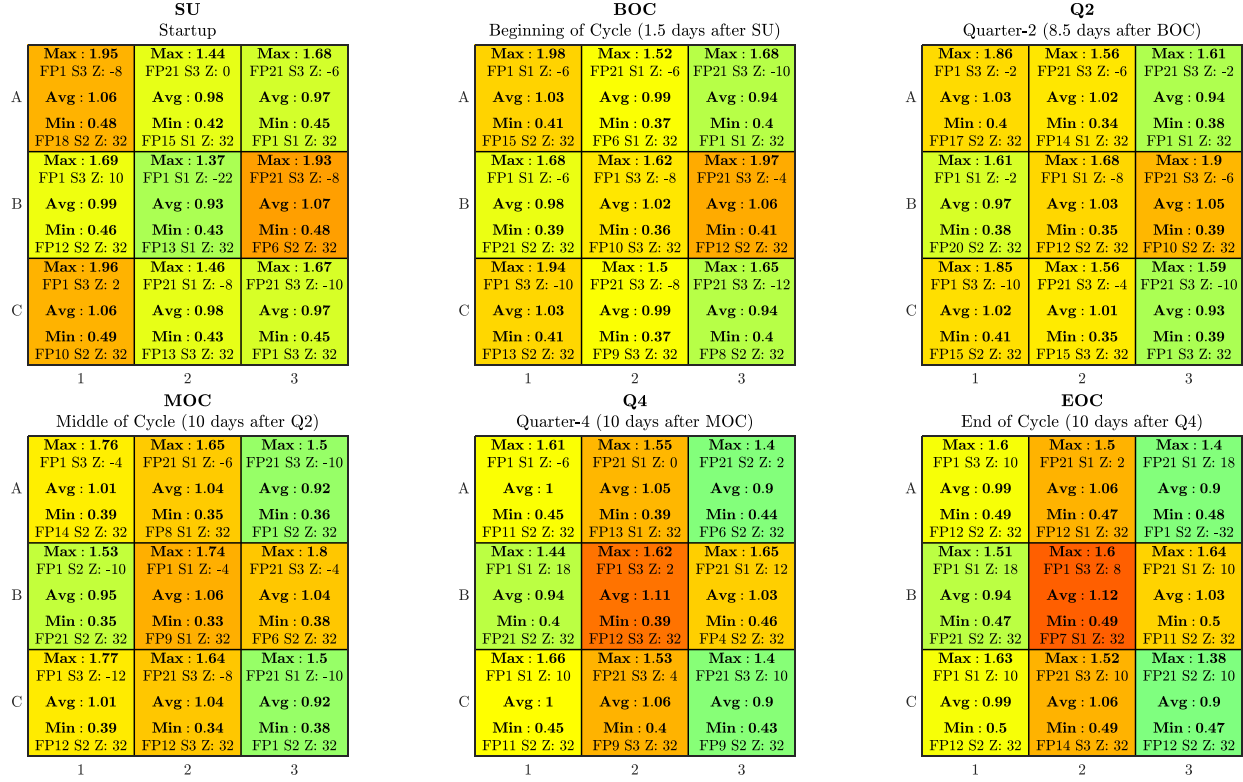 SU
Startup
Max : 1.95 Max : 1.44 Max : 1.68
FP1 S3 Z: -8 FP21 S3 Z: 0 FP21 S3 Z: -6
A Avg : 1.06 Avg : 0.98 Avg : 0.97
Min : 0.48 Min : 0.42 Min : 0.45
FP18 S2 Z: 32 FP15 S1 Z: 32 FP1 S1 Z: 32
Max : 1.69 Max : 1.37 Max : 1.93
FP1 S3 Z: 10 FP1 S1 Z: -22 FP21 S3 Z: -8
B Avg : 0.99 Avg : 0.93 Avg : 1.07
Min : 0.46 Min : 0.43 Min : 0.48
FP12 S2 Z: 32 FP13 S1 Z: 32 FP6 S2 Z: 32
Max : 1.96 Max : 1.46 Max : 1.67
FP1 S3 Z: 2 FP21 S1 Z: -8 FP21 S3 Z: -10
C Avg : 1.06 Avg : 0.98 Avg : 0.97
Min : 0.49 Min : 0.43 Min : 0.45
FP10 S2 Z: 32 FP13 S3 Z: 32 FP1 S3 Z: 32
1 2 3
BOC
Beginning of Cycle (1.5 days after SU)
Max : 1.98 Max : 1.52 Max : 1.68
FP1 S1 Z: -6 FP21 S1 Z: -6 FP21 S3 Z: -10
A Avg : 1.03 Avg : 0.99 Avg : 0.94
Min : 0.41 Min : 0.37 Min : 0.4
FP15 S2 Z: 32 FP6 S1 Z: 32 FP1 S1 Z: 32
Max : 1.68 Max : 1.62 Max : 1.97
FP1 S1 Z: -6 FP1 S3 Z: -8 FP21 S3 Z: -4
B Avg : 0.98 Avg : 1.02 Avg : 1.06
Min : 0.39 Min : 0.36 Min : 0.41
FP21 S2 Z: 32 FP10 S3 Z: 32 FP12 S2 Z: 32
Max : 1.94 Max : 1.5 Max : 1.65
FP1 S3 Z: -10 FP21 S3 Z: -8 FP21 S3 Z: -12
C Avg : 1.03 Avg : 0.99 Avg : 0.94
Min : 0.41 Min : 0.37 Min : 0.4
FP13 S2 Z: 32 FP9 S3 Z: 32 FP8 S2 Z: 32
1 2 3
Q2
Quarter-2 (8.5 days after BOC)
Max : 1.86 Max : 1.56 Max : 1.61
FP1 S3 Z: -2 FP21 S3 Z: -6 FP21 S3 Z: -2
A Avg : 1.03 Avg : 1.02 Avg : 0.94
Min : 0.4 Min : 0.34 Min : 0.38
FP17 S2 Z: 32 FP14 S1 Z: 32 FP1 S1 Z: 32
Max : 1.61 Max : 1.68 Max : 1.9
FP1 S1 Z: -2 FP1 S1 Z: -8 FP21 S3 Z: -6
B Avg : 0.97 Avg : 1.03 Avg : 1.05
Min : 0.38 Min : 0.35 Min : 0.39
FP20 S2 Z: 32 FP12 S2 Z: 32 FP10 S2 Z: 32
Max : 1.85 Max : 1.56 Max : 1.59
FP1 S3 Z: -10 FP21 S3 Z: -4 FP21 S3 Z: -10
C Avg : 1.02 Avg : 1.01 Avg : 0.93
Min : 0.41 Min : 0.35 Min : 0.39
FP15 S2 Z: 32 FP15 S3 Z: 32 FP1 S3 Z: 32
1 2 3
MOC
Middle of Cycle (10 days after Q2)
Max : 1.76 Max : 1.65 Max : 1.5
FP1 S3 Z: -4 FP21 S1 Z: -6 FP21 S3 Z: -10
A Avg : 1.01 Avg : 1.04 Avg : 0.92
Min : 0.39 Min : 0.35 Min : 0.36
FP14 S2 Z: 32 FP8 S1 Z: 32 FP1 S2 Z: 32
Max : 1.53 Max : 1.74 Max : 1.8
FP1 S2 Z: -10 FP1 S1 Z: -4 FP21 S3 Z: -4
B Avg : 0.95 Avg : 1.06 Avg : 1.04
Min : 0.35 Min : 0.33 Min : 0.38
FP21 S2 Z: 32 FP9 S1 Z: 32 FP6 S2 Z: 32
Max : 1.77 Max : 1.64 Max : 1.5
FP1 S3 Z: -12 FP21 S3 Z: -8 FP21 S1 Z: -10
C Avg : 1.01 Avg : 1.04 Avg : 0.92
Min : 0.39 Min : 0.34 Min : 0.38
FP12 S2 Z: 32 FP12 S3 Z: 32 FP1 S2 Z: 32
1 2 3
Q4
Quarter-4 (10 days after MOC)
Max : 1.61 Max : 1.55 Max : 1.4
FP1 S1 Z: -6 FP21 S1 Z: 0 FP21 S2 Z: 2
A Avg : 1 Avg : 1.05 Avg : 0.9
Min : 0.45 Min : 0.39 Min : 0.44
FP11 S2 Z: 32 FP13 S1 Z: 32 FP6 S2 Z: 32
Max : 1.44 Max : 1.62 Max : 1.65
FP1 S1 Z: 18 FP1 S3 Z: 2 FP21 S1 Z: 12
B Avg : 0.94 Avg : 1.11 Avg : 1.03
Min : 0.4 Min : 0.39 Min : 0.46
FP21 S2 Z: 32 FP12 S3 Z: 32 FP4 S2 Z: 32
Max : 1.66 Max : 1.53 Max : 1.4
FP1 S1 Z: 10 FP21 S3 Z: 4 FP21 S3 Z: 10
C Avg : 1 Avg : 1.06 Avg : 0.9
Min : 0.45 Min : 0.4 Min : 0.43
FP11 S2 Z: 32 FP9 S3 Z: 32 FP9 S2 Z: 32
1 2 3
EOC
End of Cycle (10 days after Q4)
Max : 1.6 Max : 1.5 Max : 1.4
FP1 S3 Z: 10 FP21 S1 Z: 2 FP21 S1 Z: 18
A Avg : 0.99 Avg : 1.06 Avg : 0.9
Min : 0.49 Min : 0.47 Min : 0.48
FP12 S2 Z: 32 FP12 S1 Z: 32 FP1 S2 Z: -32
Max : 1.51 Max : 1.6 Max : 1.64
FP1 S1 Z: 18 FP1 S3 Z: 8 FP21 S1 Z: 10
B Avg : 0.94 Avg : 1.12 Avg : 1.03
Min : 0.47 Min : 0.49 Min : 0.5
FP21 S2 Z: 32 FP7 S1 Z: 32 FP11 S2 Z: 32
Max : 1.63 Max : 1.52 Max : 1.38
FP1 S1 Z: 10 FP21 S3 Z: 10 FP21 S2 Z: 10
C Avg : 0.99 Avg : 1.06 Avg : 0.9
Min : 0.5 Min : 0.49 Min : 0.47
FP12 S2 Z: 32 FP14 S3 Z: 32 FP12 S2 Z: 32
1 2 3